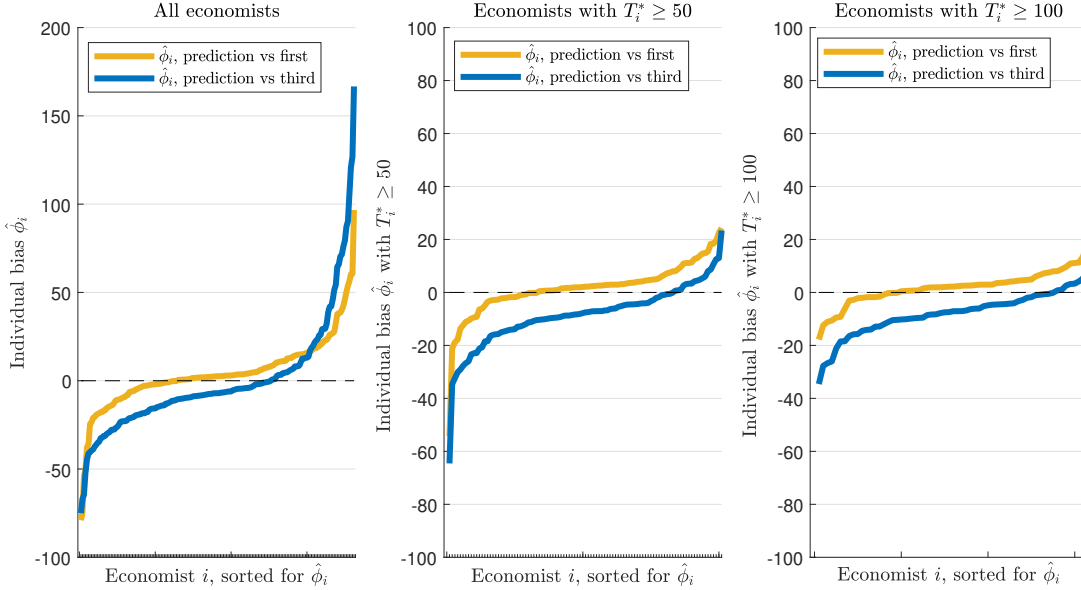 All economists
200
150
100
50
0
-50
-100
Individual bias φ̂_i
φ̂_i, prediction vs first
φ̂_i, prediction vs third
Economist i, sorted for φ̂_i
Economists with T_i^* ≥ 50
100
80
60
40
20
0
-20
-40
-60
-80
-100
Individual bias φ̂_i with T_i^* ≥ 50
φ̂_i, prediction vs first
φ̂_i, prediction vs third
Economist i, sorted for φ̂_i
Economists with T_i^* ≥ 100
100
80
60
40
20
0
-20
-40
-60
-80
-100
Individual bias φ̂_i with T_i^* ≥ 100
φ̂_i, prediction vs first
φ̂_i, prediction vs third
Economist i, sorted for φ̂_i